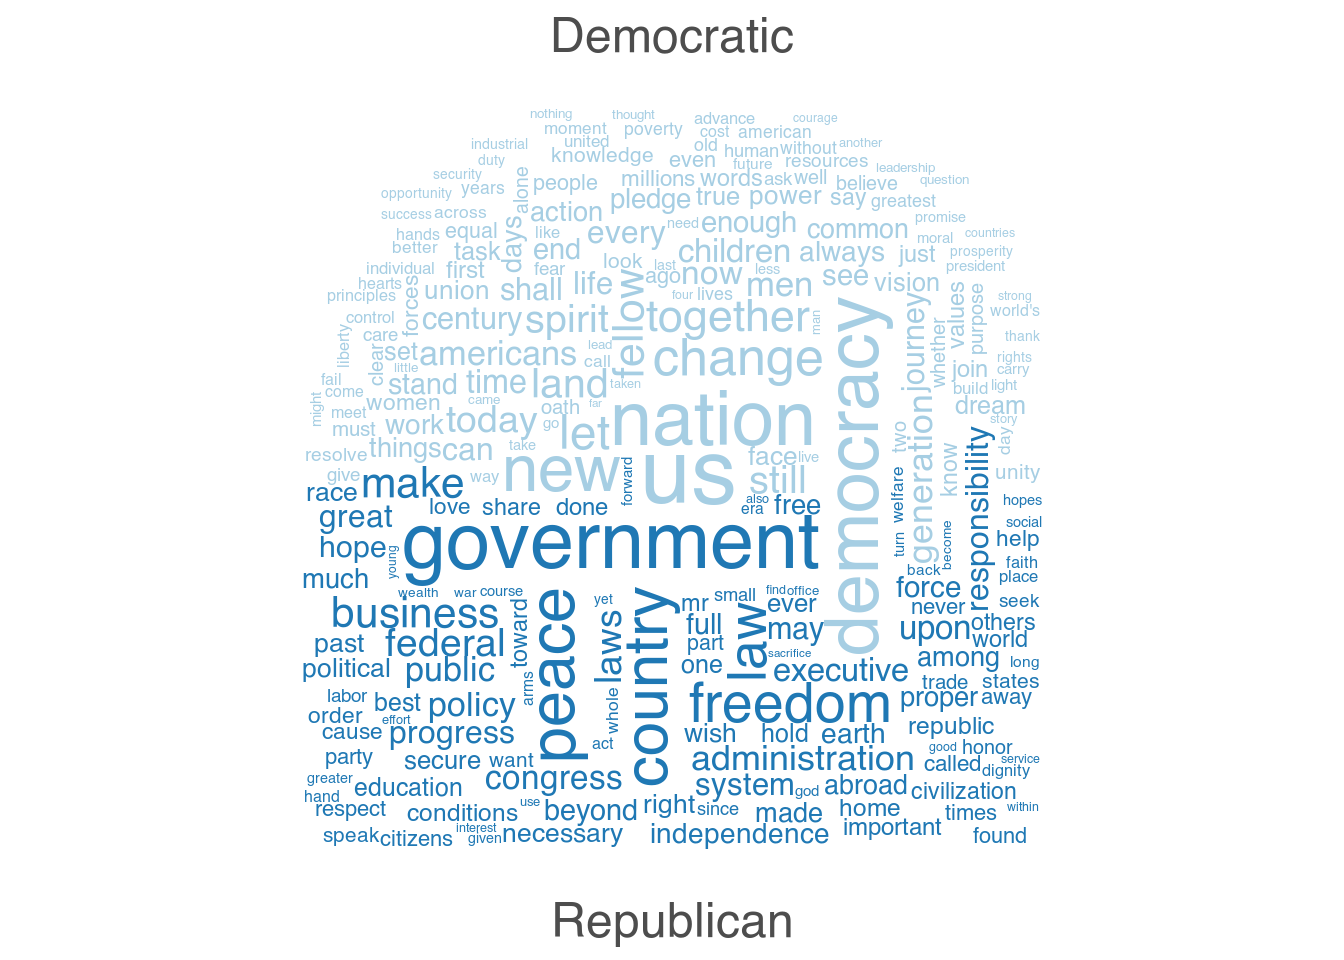 Democratic
nothing thought advance courage
moment poverty cost american
industrial united old human without another
duty knowledge even future resources leadership
security alone people millions words ask well believe question
opportunity years pledge true power say greatest
success across action need enough common promise
hands equal days like every children always moral countries
better task end look last now just prosperity
individual first fear ago less see president
hearts forces union shall life fellow four lives men vision strong
principles century spirit together man democracy journey values purpose world's
control whether thank
liberty care clear set americans lead change rights
little call join carry
fail stand time land taken build light
might come women came oath far nation generation dream
meet today let two story
must work go day
resolve things can take face live know
give way new us still unity
race make forward also welfare responsibility hopes
great love share done era free social
hope young government turn become help
much back faith
wealth war course find office force place
business peace yet country mr small ever never seek
past federal toward laws full law may upon others
political public part sacrifice among world
one executive long
labor best policy arms whole freedom trade states
order effort proper away
cause progress act wish hold earth republic
party secure want administration good honor
greater congress called service
hand education system god abroad dignity
respect conditions use beyond right since made home civilization
speak citizens interest given necessary independence important times within
found
Republican